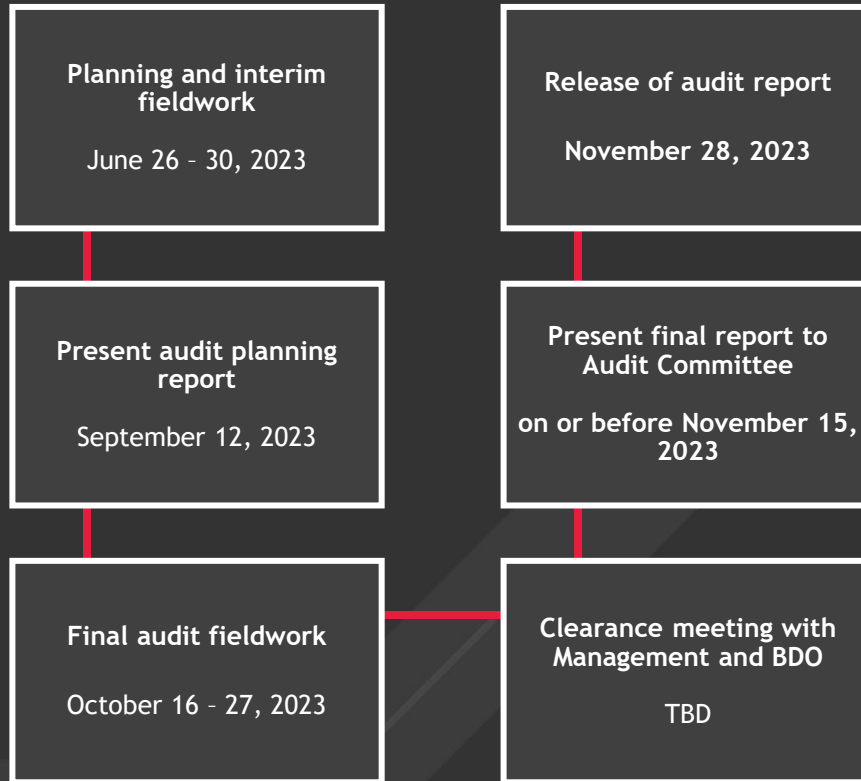 Planning and interim
fieldwork
June 26 – 30, 2023
Present audit planning
report
September 12, 2023
Final audit fieldwork
October 16 – 27, 2023
Clearance meeting with
Management and BDO
TBD
Present final report to
Audit Committee
on or before November 15,
2023
Release of audit report
November 28, 2023